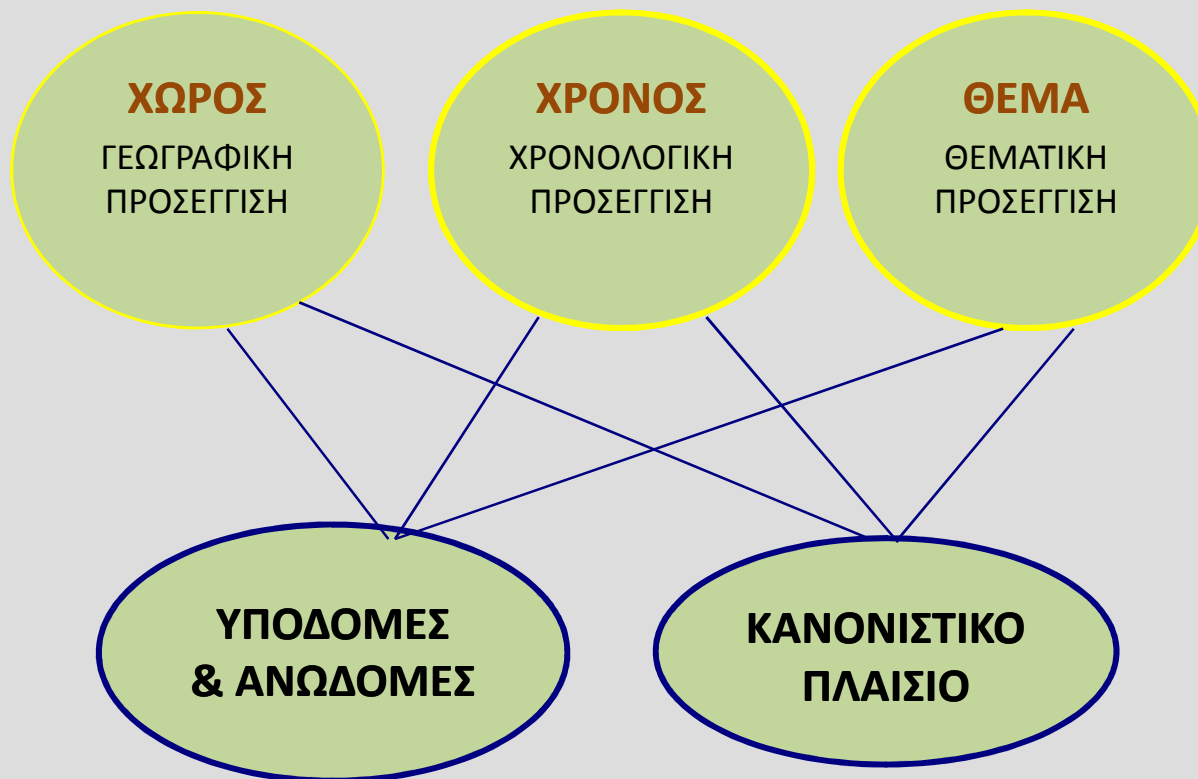 ΧΩΡΟΣ
ΓΕΩΓΡΑΦΙΚΗ
ΠΡΟΣΕΓΓΙΣΗ
ΧΡΟΝΟΣ
ΧΡΟΝΟΛΟΓΙΚΗ
ΠΡΟΣΕΓΓΙΣΗ
ΘΕΜΑ
ΘΕΜΑΤΙΚΗ
ΠΡΟΣΕΓΓΙΣΗ
ΥΠΟΔΟΜΕΣ
& ΑΝΩΔΟΜΕΣ
ΚΑΝΟΝΙΣΤΙΚΟ
ΠΛΑΙΣΙΟ